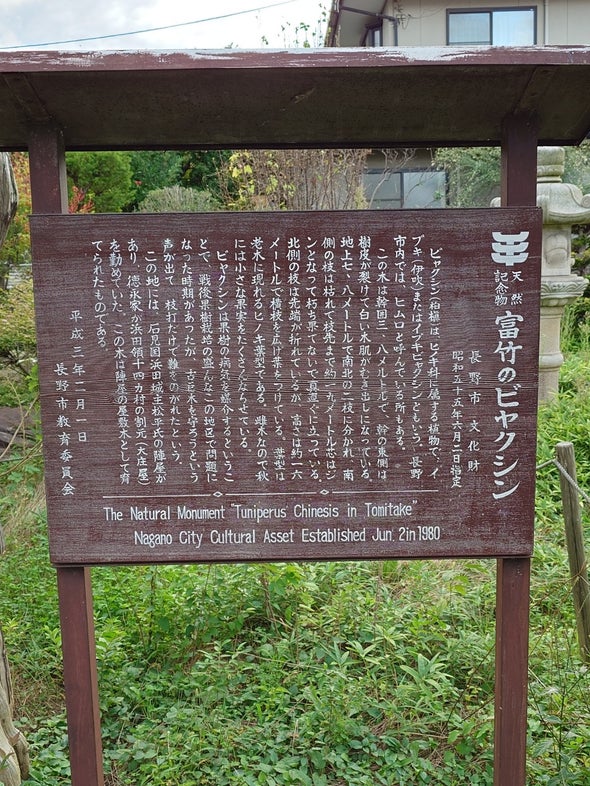 天然
記念物
富竹のビャクシン
長野市 文化財
昭和五十五年六月二日指定
ビャクシン(柏槇)は、ヒノキ科に属する植物で、イ
ブキ(伊吹)またはイブキビャクシンともいう。長野
市内では、ヒムロと呼んでいる所もある。
この木は幹囲三・八メートルで、幹の東側は
樹皮が裂けて白い木肌がむき出しになっている。
地上七・八メートルで南北の二枝にわかれ、南
側の枝は枯れて枝先まで約一九メートル芯はジ
ンとなって朽ち果てないで真直ぐに立つている。
北側の枝は先端が折れているが、高さは約一六
メートルで横枝を広げ葉をつけている。葉型は
老木に現れるヒノキ葉型である。雌木なので秋
には小さな果実をたくさんならせている。
ビャクシンは果樹の病気を媒介するというこ
とで、戦後果樹栽培の盛んなこの地区で問題に
なった時期があったが、古巨木を守ろうという
声が出て、枝打だけで難をのがれたという。
この地には、石見国浜田城主松平氏の陣屋が
あり、徳永家が浜田領十四カ村の割元(大庄屋)
を勤めていた。この木は陣屋の屋敷木として育
てられたものである。
平成三年二月一日
長野市教育委員会
The Natural Monument "Tuniperus Chinesis in Tomitake"
Nagano City Cultural Asset Established Jun. 2 in 1980